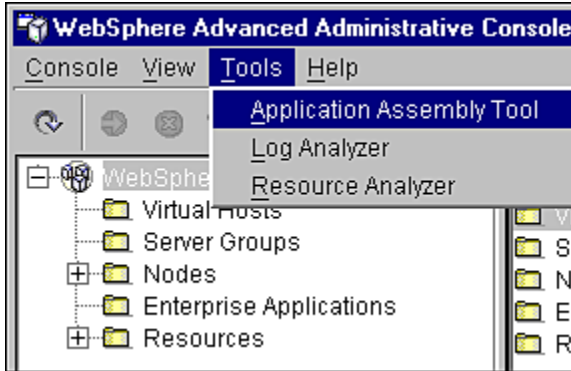 WebSphere Advanced Administrative Console
Console View Tools Help
Application Assembly Tool
Log Analyzer
Resource Analyzer
Virtual Hosts
Server Groups
Nodes
Enterprise Applications
Resources